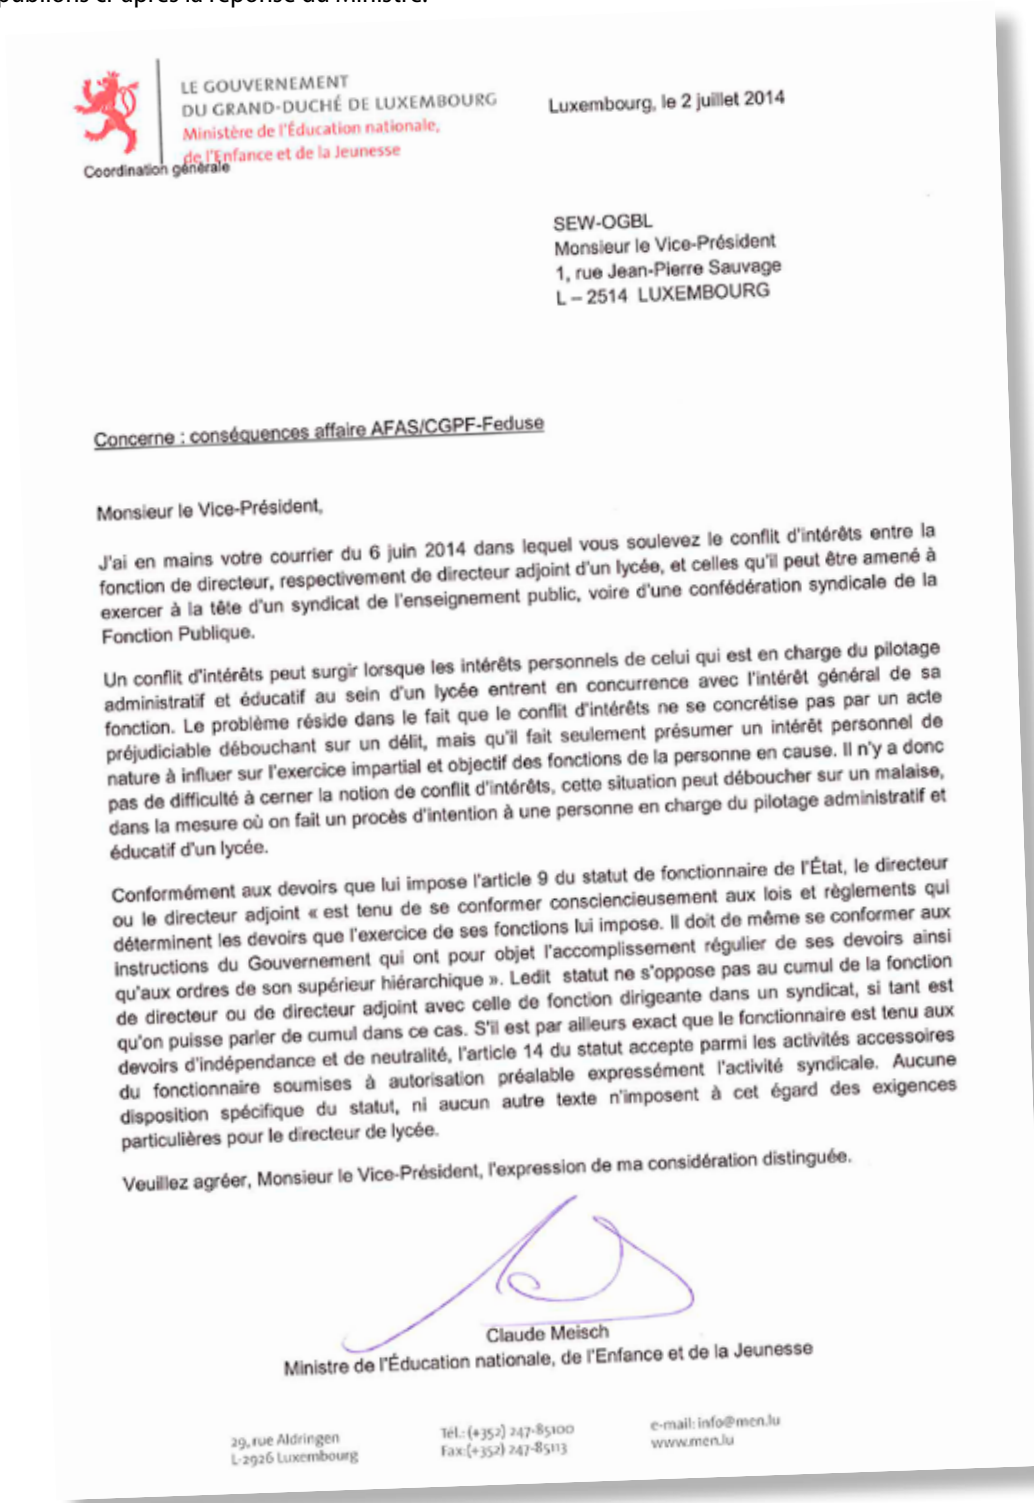 publions ci-après la réponse du ministre.
LE GOUVERNEMENT
DU GRAND-DUCHÉ DE LUXEMBOURG
Ministère de l'Éducation nationale,
de l'Enfance et de la Jeunesse
Coordination générale
Luxembourg, le 2 juillet 2014
SEW-OGBL
Monsieur le Vice-Président
1, rue Jean-Pierre Sauvage
L – 2514 LUXEMBOURG
Concerne : conséquences affaire AFAS/CGPF-Feduse
Monsieur le Vice-Président,
J'ai en mains votre courrier du 6 juin 2014 dans lequel vous soulevez le conflit d'intérêts entre la
fonction de directeur, respectivement de directeur adjoint d'un lycée, et celles qu'il peut être amené à
exercer à la tête d'un syndicat de l'enseignement public, voire d'une confédération syndicale de la
Fonction Publique.
Un conflit d'intérêts peut surgir lorsque les intérêts personnels de celui qui est en charge du pilotage
administratif et éducatif au sein d'un lycée entrent en concurrence avec l'intérêt général de sa
fonction. Le problème réside dans le fait que le conflit d'intérêts ne se concrétise pas par un acte
préjudiciable débouchant sur un délit, mais qu'il fait seulement présumer un intérêt personnel de
nature à influer sur l'exercice impartial et objectif des fonctions de la personne en cause. Il n'y a donc
pas de difficulté à cerner la notion de conflit d'intérêts, cette situation peut déboucher sur un malaise,
dans la mesure où on fait un procès d'intention à une personne en charge du pilotage administratif et
éducatif d'un lycée.
Conformément aux devoirs que lui impose l'article 9 du statut de fonctionnaire de l'État, le directeur
ou le directeur adjoint « est tenu de se conformer consciencieusement aux lois et règlements qui
déterminent les devoirs que l'exercice de ses fonctions lui impose. Il doit de même se conformer aux
instructions du Gouvernement qui ont pour objet l'accomplissement régulier de ses devoirs ainsi
qu'aux ordres de son supérieur hiérarchique ». Ledit statut ne s'oppose pas au cumul de la fonction
de directeur ou de directeur adjoint avec celle de fonction dirigeante dans un syndicat, si tant est
qu'on puisse parler de cumul dans ce cas. S'il est par ailleurs exact que le fonctionnaire est tenu aux
devoirs d'indépendance et de neutralité, l'article 14 du statut accepte parmi les activités accessoires
du fonctionnaire soumises à autorisation préalable expressément l'activité syndicale. Aucune
disposition spécifique du statut, ni aucun autre texte n'imposent à cet égard des exigences
particulières pour le directeur de lycée.
Veuillez agréer, Monsieur le Vice-Président, l'expression de ma considération distinguée.
Claude Meisch
Ministre de l'Éducation nationale, de l'Enfance et de la Jeunesse
29, rue Aldringen
L-2926 Luxembourg
Tél.: (+352) 247-85100
Fax:(+352) 247-85113
e-mail: info@men.lu
www.men.lu